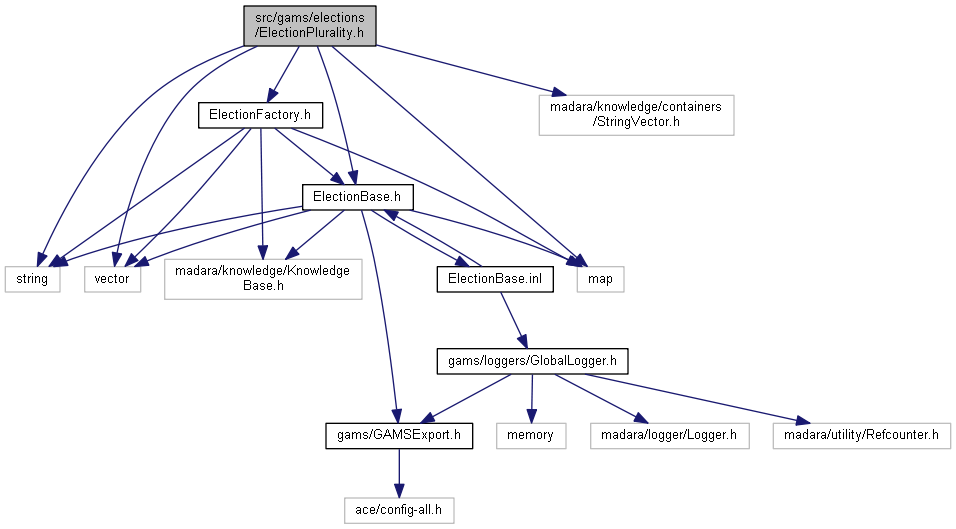 src/gams/elections
/ElectionPlurality.h
madara/knowledge/containers
/StringVector.h
ElectionFactory.h
ElectionBase.h
string
vector
madara/knowledge/Knowledge
Base.h
ElectionBase.inl
map
gams/loggers/GlobalLogger.h
gams/GAMSExport.h
memory
madara/logger/Logger.h
madara/utility/Refcounter.h
ace/config-all.h